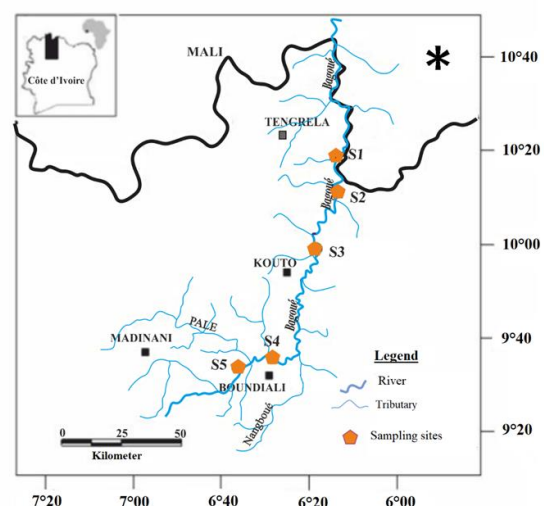 Côte d'Ivoire
MALI
*
10°40
Bagoué
TENGRELA
10°20
S1
Bagoué
S2
10°00
S3
KOUTO
Bagoué
PALE
MADINANI
S4
9°40
S5
BOUNDIALI
Nangboué
Legend
River
Tributary
Sampling sites
9°20
0 25 50
Kilometer
7°20 7°00 6°40 6°20 6°00